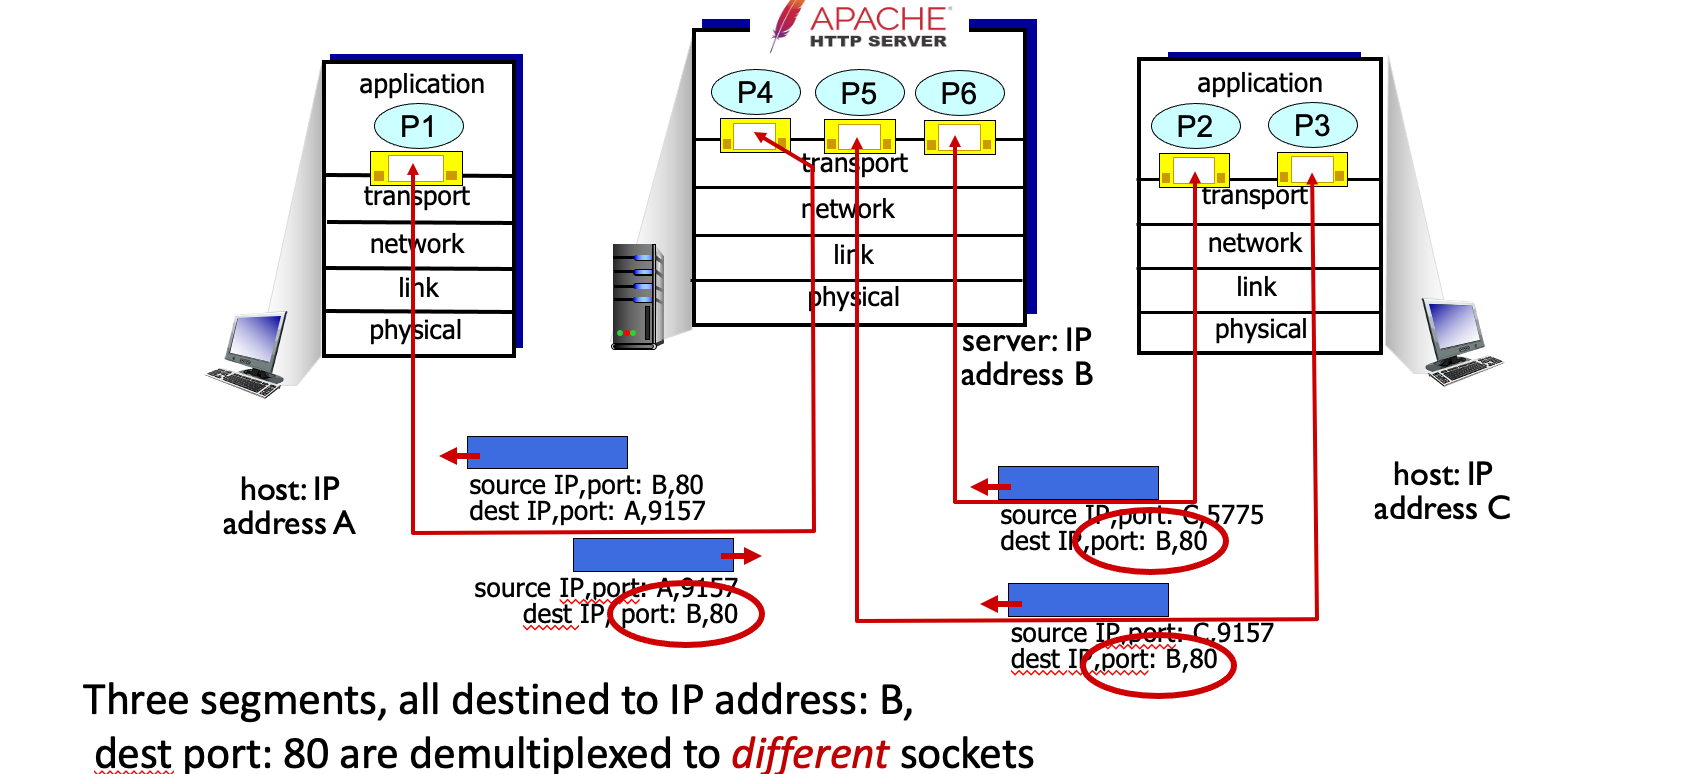 APACHE
HTTP SERVER
application
P1
transport
network
link
physical
P4
P5
P6
transport
network
link
physical
application
P2
P3
transport
network
link
physical
server: IP
address B
host: IP
address A
host: IP
address C
source IP,port: B,80
dest IP,port: A,9157
source IP,port: A,9157
dest IP, port: B,80
source IP,port: C,5775
dest IP,port: B,80
source IP,port: C,9157
dest IP,port: B,80
Three segments, all destined to IP address: B,
dest port: 80 are demultiplexed to different sockets